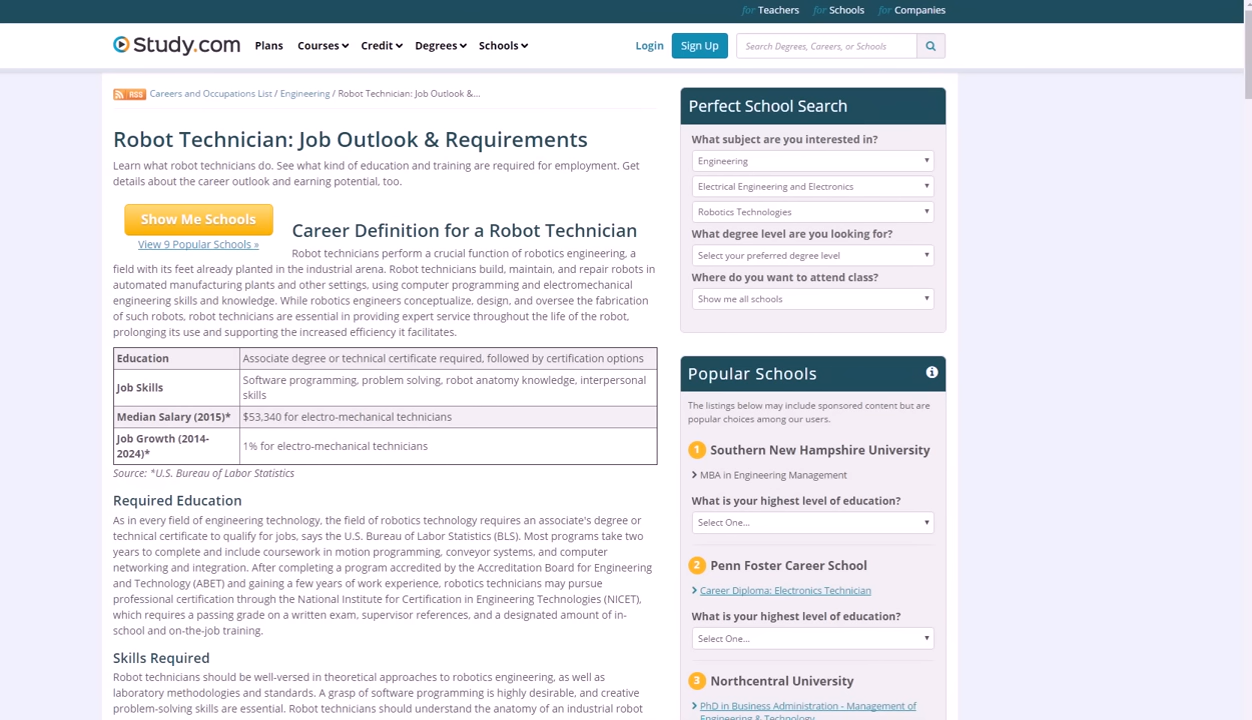 for Teachers for Schools for Companies
Study.com Plans Courses Credit Degrees Schools Login Sign Up Search Degrees, Careers, or Schools
RSS Careers and Occupations List / Engineering / Robot Technician: Job Outlook &...
Robot Technician: Job Outlook & Requirements
Learn what robot technicians do. See what kind of education and training are required for employment. Get
details about the career outlook and earning potential, too.
Show Me Schools
View 9 Popular Schools »
Career Definition for a Robot Technician
Robot technicians perform a crucial function of robotics engineering, a
field with its feet already planted in the industrial arena. Robot technicians build, maintain, and repair robots in
automated manufacturing plants and other settings, using computer programming and electromechanical
engineering skills and knowledge. While robotics engineers conceptualize, design, and oversee the fabrication
of such robots, robot technicians are essential in providing expert service throughout the life of the robot,
prolonging its use and supporting the increased efficiency it facilitates.
Education Associate degree or technical certificate required, followed by certification options
Job Skills Software programming, problem solving, robot anatomy knowledge, interpersonal
skills
Median Salary (2015)* $53,340 for electro-mechanical technicians
Job Growth (2014-
2024)* 1% for electro-mechanical technicians
Source: *U.S. Bureau of Labor Statistics
Required Education
As in every field of engineering technology, the field of robotics technology requires an associate's degree or
technical certificate to qualify for jobs, says the U.S. Bureau of Labor Statistics (BLS). Most programs take two
years to complete and include coursework in motion programming, conveyor systems, and computer
networking and integration. After completing a program accredited by the Accreditation Board for Engineering
and Technology (ABET) and gaining a few years of work experience, robotics technicians may pursue
professional certification through the National Institute for Certification in Engineering Technologies (NICET),
which requires a passing grade on a written exam, supervisor references, and a designated amount of in-
school and on-the-job training.
Skills Required
Robot technicians should be well-versed in theoretical approaches to robotics engineering, as well as
laboratory methodologies and standards. A grasp of software programming is highly desirable, and creative
problem-solving skills are essential. Robot technicians should understand the anatomy of an industrial robot
Perfect School Search
What subject are you interested in?
Engineering
Electrical Engineering and Electronics
Robotics Technologies
What degree level are you looking for?
Select your preferred degree level
Where do you want to attend class?
Show me all schools
Popular Schools
The listings below may include sponsored content but are
popular choices among our users.
1 Southern New Hampshire University
MBA in Engineering Management
What is your highest level of education?
Select One...
2 Penn Foster Career School
Career Diploma: Electronics Technician
What is your highest level of education?
Select One...
3 Northcentral University
PhD in Business Administration - Management of
Engineering & Technology